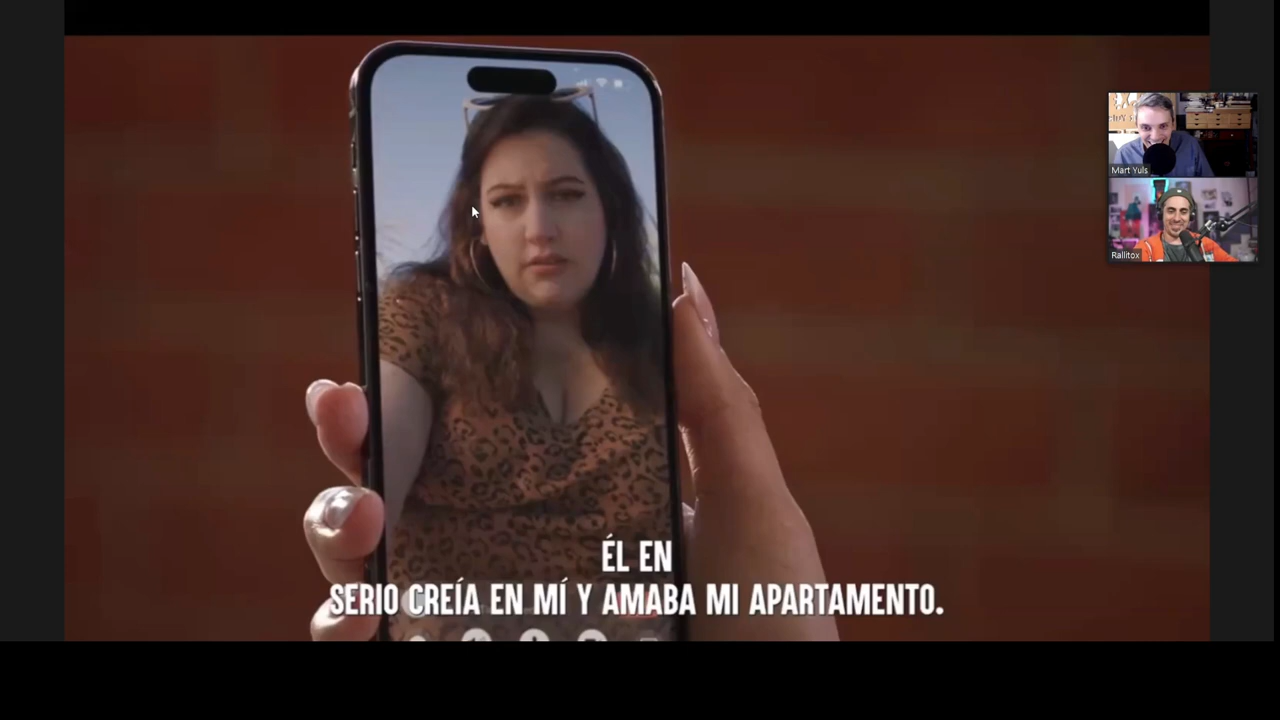 Mart Yuls
Rallitox
ÉL EN
SERIO CREÍA EN MÍ Y AMABA MI APARTAMENTO.